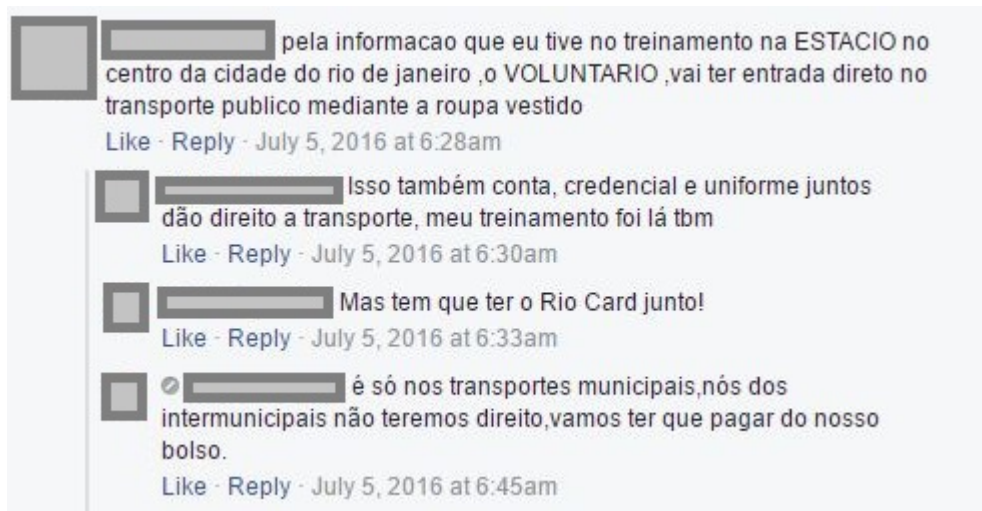 pela informacao que eu tive no treinamento na ESTACIO no
centro da cidade do rio de janeiro ,o VOLUNTARIO ,vai ter entrada direto no
transporte publico mediante a roupa vestido
Like · Reply · July 5, 2016 at 6:28am
Isso também conta, credencial e uniforme juntos
dão direito a transporte, meu treinamento foi lá tbm
Like · Reply · July 5, 2016 at 6:30am
Mas tem que ter o Rio Card junto!
Like · Reply · July 5, 2016 at 6:33am
é só nos transportes municipais,nós dos
intermunicipais não teremos direito,vamos ter que pagar do nosso
bolso.
Like · Reply · July 5, 2016 at 6:45am